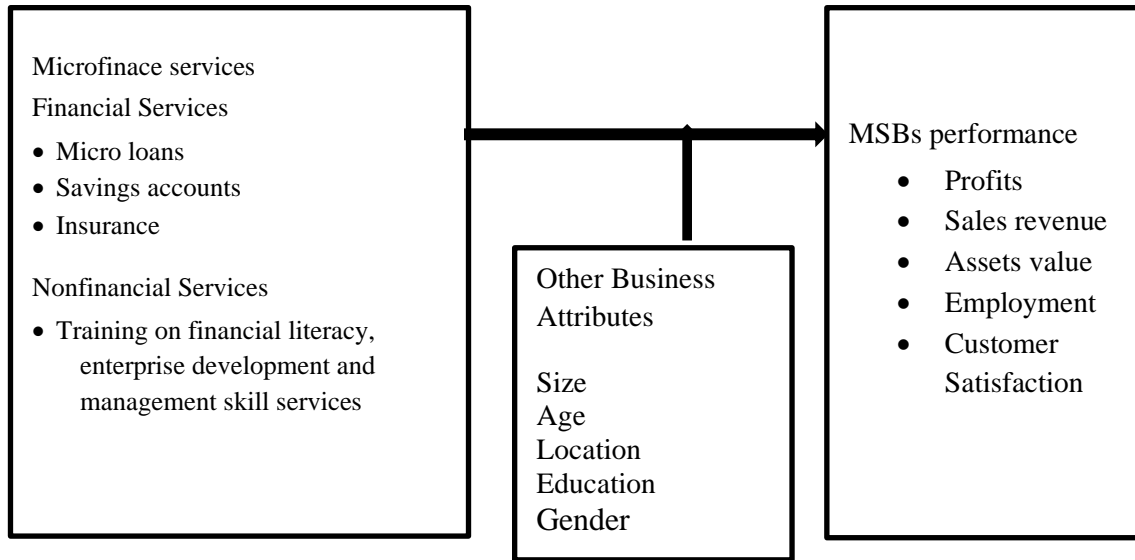 Microfinace services
Financial Services
• Micro loans
• Savings accounts
• Insurance
Nonfinancial Services
• Training on financial literacy,
enterprise development and
management skill services
Other Business
Attributes
Size
Age
Location
Education
Gender
MSBs performance
• Profits
• Sales revenue
• Assets value
• Employment
• Customer
Satisfaction